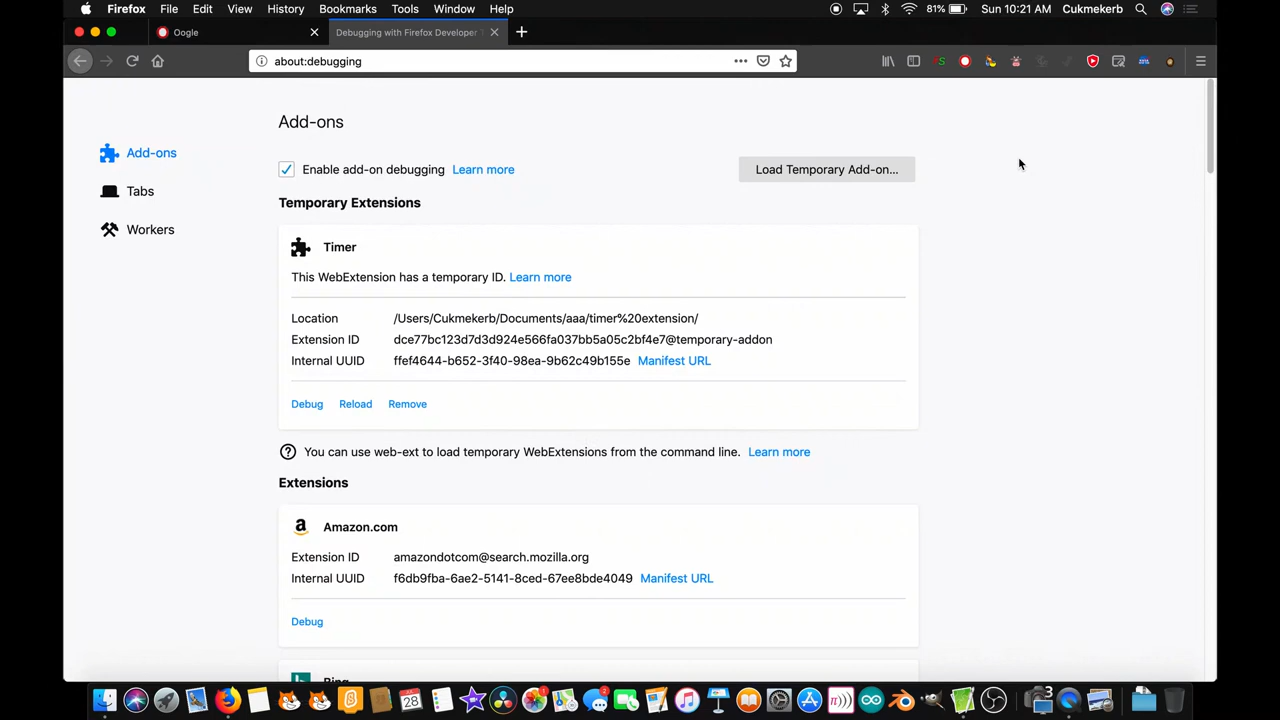 Firefox File Edit View History Bookmarks Tools Window Help 81% Sun 10:21 AM Cukmekerb
Oogle
Debugging with Firefox Developer T
about:debugging
Add-ons
Add-ons
Tabs
Workers
Enable add-on debugging Learn more Load Temporary Add-on...
Temporary Extensions
Timer
This WebExtension has a temporary ID. Learn more
Location /Users/Cukmekerb/Documents/aaa/timer%20extension/
Extension ID dce77bc123d7d3d924e566fa037bb5a05c2bf4e7@temporary-addon
Internal UUID ffef4644-b652-3f40-98ea-9b62c49b155e Manifest URL
Debug Reload Remove
You can use web-ext to load temporary WebExtensions from the command line. Learn more
Extensions
Amazon.com
Extension ID amazondotcom@search.mozilla.org
Internal UUID f6db9fba-6ae2-5141-8ced-67ee8bde4049 Manifest URL
Debug
Bing
28